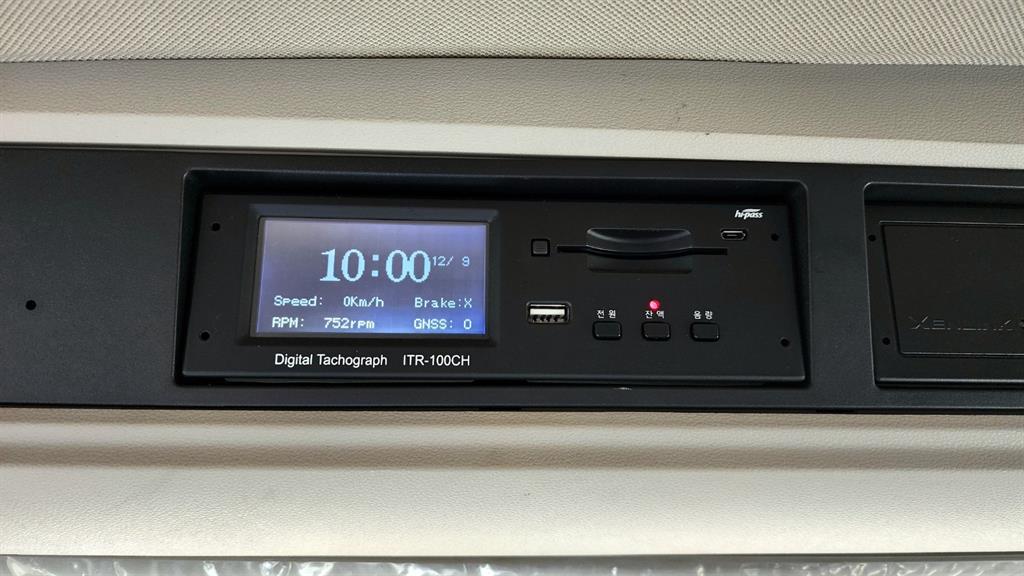 hi-pass
10:00 12/ 9
Speed: 0Km/h Brake:X
RPM: 752rpm GNSS: O
전원 잔액 음량
Digital Tachograph ITR-100CH
XENLINK